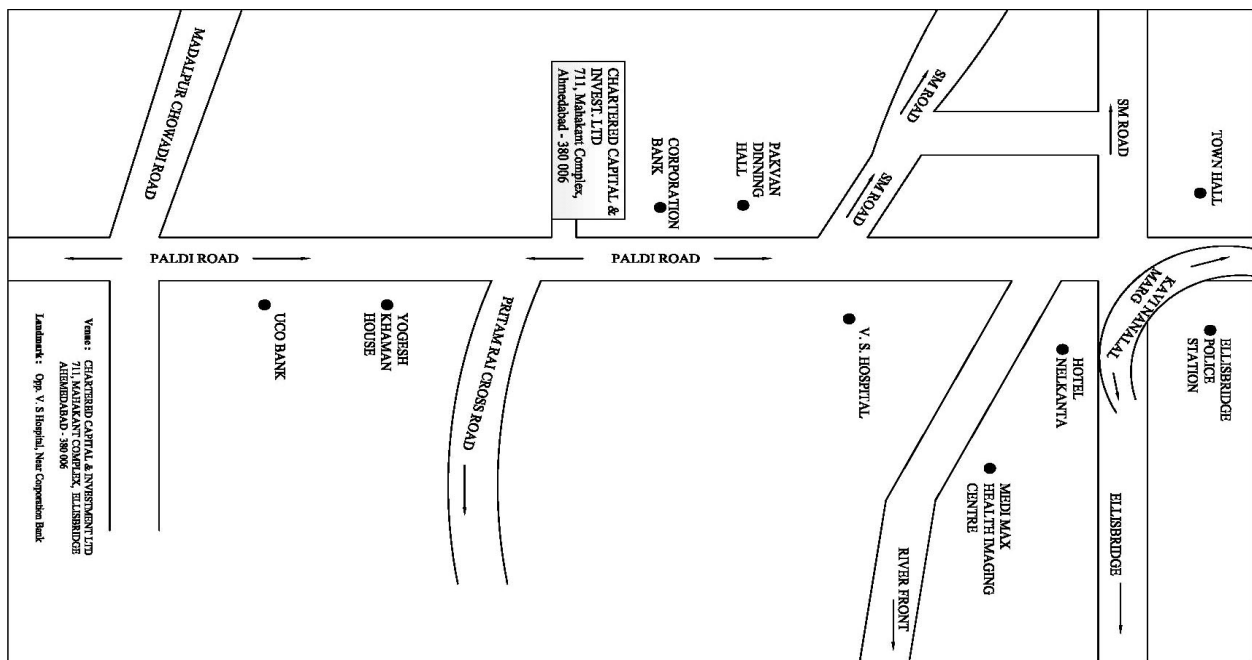 MADALPUR CHOWADI ROAD
CHARTERED CAPITAL &
INVEST. LTD
711, Mahakant Complex,
Ahmedabad - 380 006
CORPORATION
BANK
PAKVAN
DINNING
HALL
SM ROAD
SM ROAD
SM ROAD
TOWN HALL
PALDI ROAD
PALDI ROAD
KAVI NANALAL
MARG
UCO BANK
YOGESH
KHAMAN
HOUSE
PRITAM RAI CROSS ROAD
V. S. HOSPITAL
HOTEL
NELKANTA
ELLISBRIDGE
POLICE
STATION
MEDI MAX
HEALTH IMAGING
CENTRE
RIVER FRONT
ELLISBRIDGE
Venue : CHARTERED CAPITAL & INVESTMENT LTD
711, MAHAKANT COMPLEX, ELLISBRIDGE
AHEMEDABAD - 380 006
Landmark : Opp. V. S Hospital, Near Corporation Bank